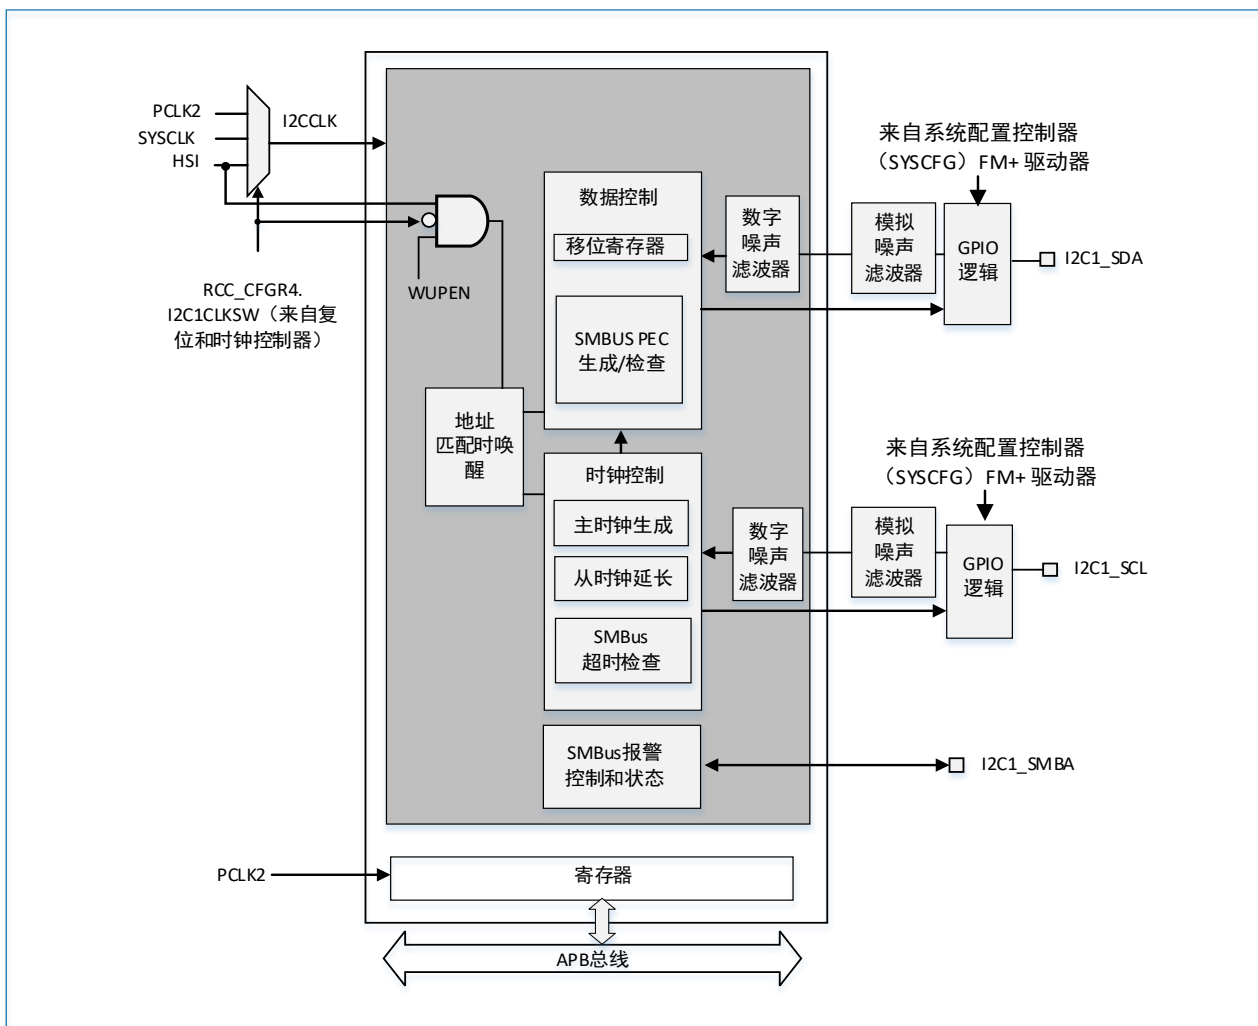 PCLK2
SYSCLK
HSI
I2CCLK
RCC_CFGR4.
I2C1CLKSW（来自复
位和时钟控制器）
WUPEN
地址
匹配时唤
醒
数据控制
移位寄存器
SMBUS PEC
生成/检查
数字
噪声
滤波器
模拟
噪声
滤波器
来自系统配置控制器
（SYSCFG）FM+ 驱动器
GPIO
逻辑
I2C1_SDA
时钟控制
主时钟生成
从时钟延长
SMBus
超时检查
数字
噪声
滤波器
模拟
噪声
滤波器
来自系统配置控制器
（SYSCFG）FM+ 驱动器
GPIO
逻辑
I2C1_SCL
SMBus报警
控制和状态
I2C1_SMBA
PCLK2
寄存器
APB总线